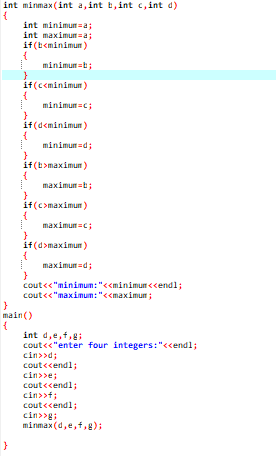 int minmax(int a,int b,int c,int d)
{
int minimum=a;
int maximum=a;
if(b<minimum)
{
minimum=b;
}
if(c<minimum)
{
minimum=c;
}
if(d<minimum)
{
minimum=d;
}
if(b>maximum)
{
maximum=b;
}
if(c>maximum)
{
maximum=c;
}
if(d>maximum)
{
maximum=d;
}
cout<<"minimum:"<<minimum<<endl;
cout<<"maximum:"<<maximum;
}
main()
{
int d,e,f,g;
cout<<"enter four integers:"<<endl;
cin>>d;
cout<<endl;
cin>>e;
cout<<endl;
cin>>f;
cout<<endl;
cin>>g;
minmax(d,e,f,g);
}